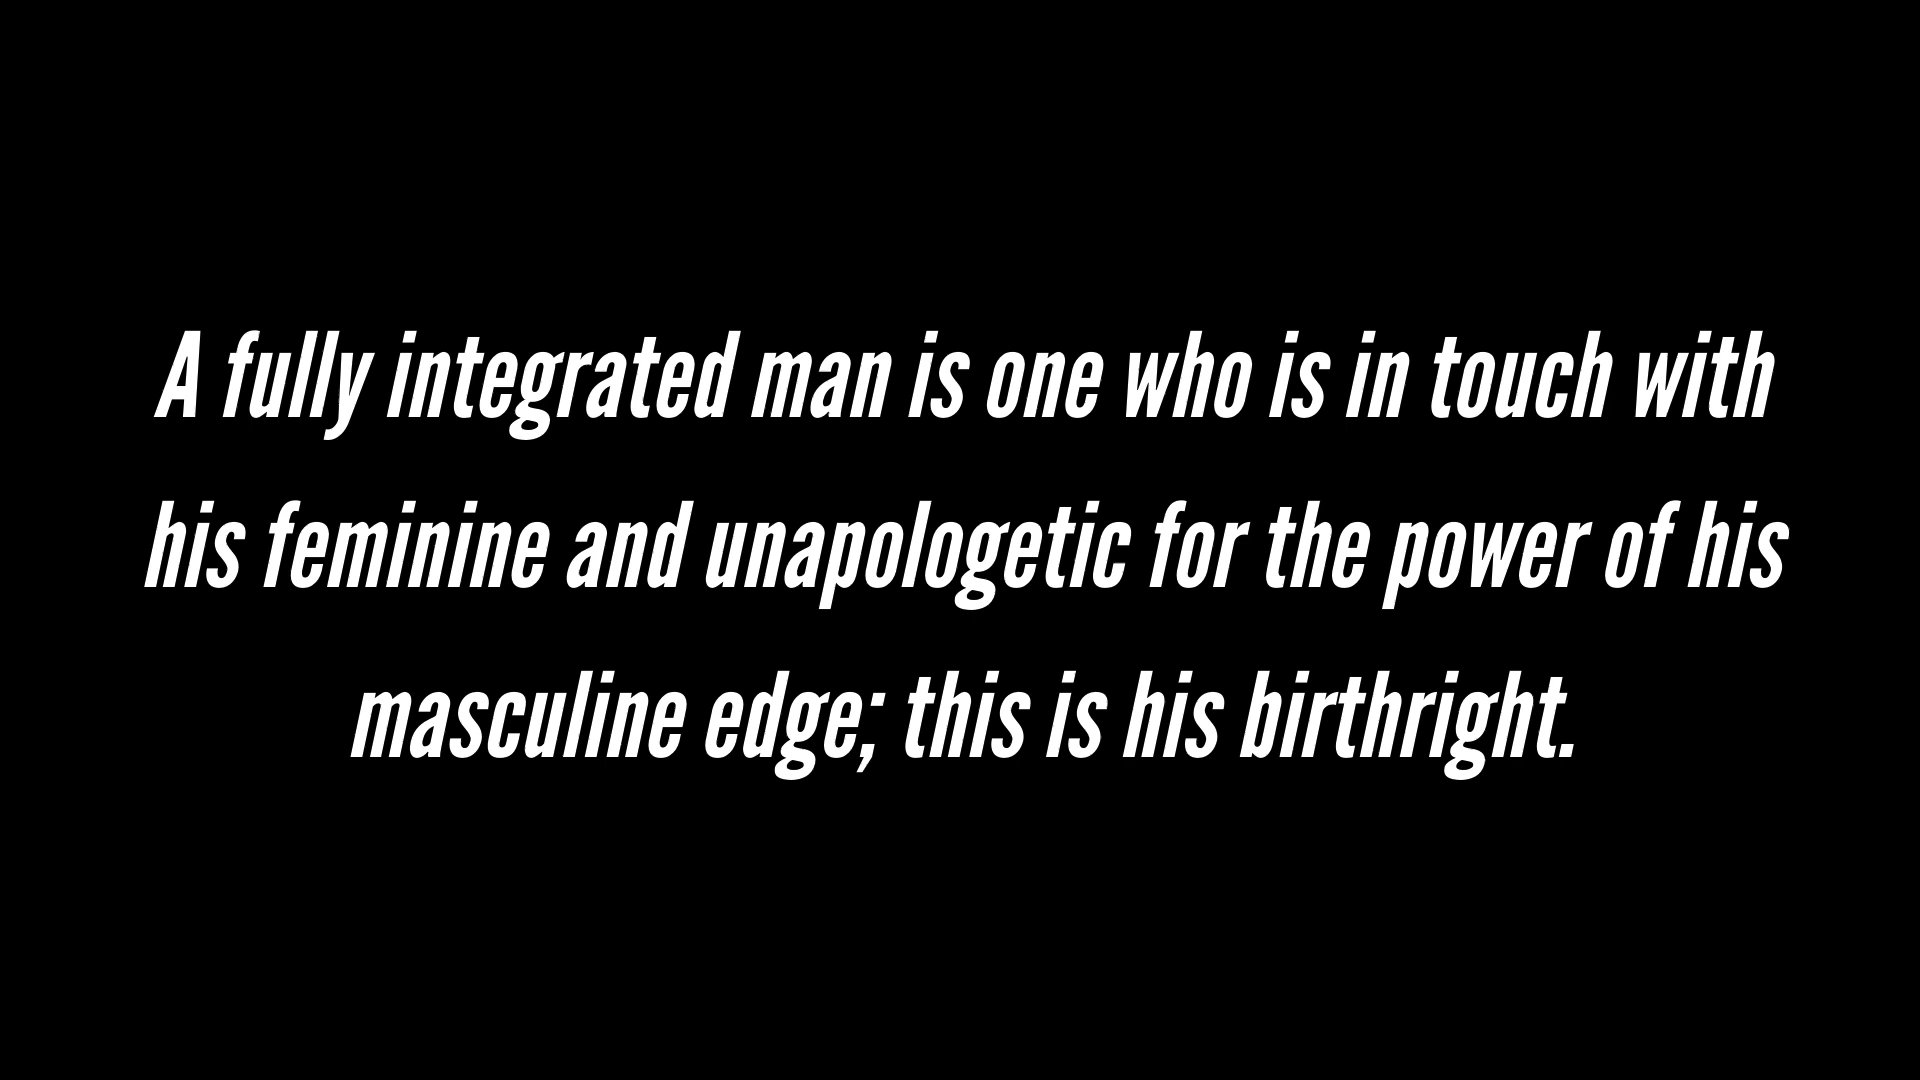 A fully integrated man is one who is in touch with
his feminine and unapologetic for the power of his
masculine edge; this is his birthright.